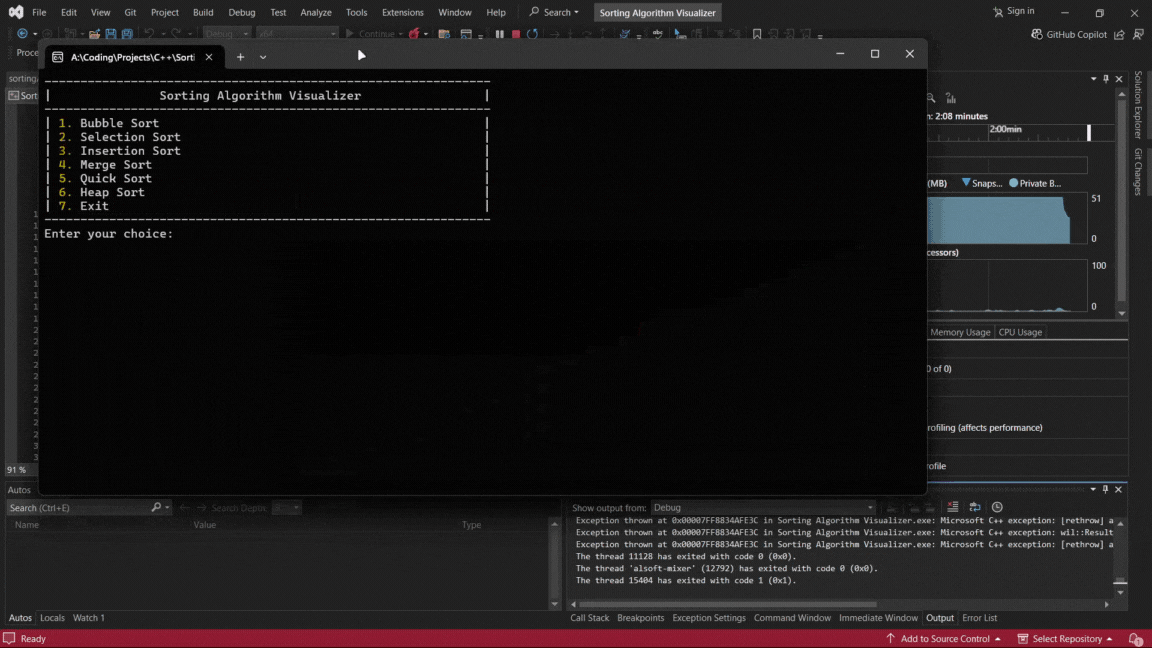 File Edit View Git Project Build Debug Test Analyze Tools Extensions Window Help Search Sorting Algorithm Visualizer Sign in
Debug x64 Continue GitHub Copilot
Proce
A:\Coding\Projects\C++\Sorti
sorting
Sort
-----
| Sorting Algorithm Visualizer |
| 1. Bubble Sort |
| 2. Selection Sort |
| 3. Insertion Sort |
| 4. Merge Sort |
| 5. Quick Sort |
| 6. Heap Sort |
| 7. Exit |
Enter your choice:
n: 2:08 minutes
2:00min
(MB) Snaps... Private B...
51
0
cessors)
100
0
Memory Usage CPU Usage
0 of 0)
rofiling (affects performance)
rofile
Solution Explorer
Git Changes
91 %
Autos
Search (Ctrl+E) Search Depth:
Name Value Type
Autos Locals Watch 1
Show output from: Debug
Exception thrown at 0x00007FF8834AFE3C in Sorting Algorithm Visualizer.exe: Microsoft C++ exception: [rethrow] a
Exception thrown at 0x00007FF8834AFE3C in Sorting Algorithm Visualizer.exe: Microsoft C++ exception: wil::Result
Exception thrown at 0x00007FF8834AFE3C in Sorting Algorithm Visualizer.exe: Microsoft C++ exception: [rethrow] a
The thread 11128 has exited with code 0 (0x0).
The thread 'alsoft-mixer' (12792) has exited with code 0 (0x0).
The thread 15404 has exited with code 1 (0x1).
Call Stack Breakpoints Exception Settings Command Window Immediate Window Output Error List
Ready Add to Source Control Select Repository 1